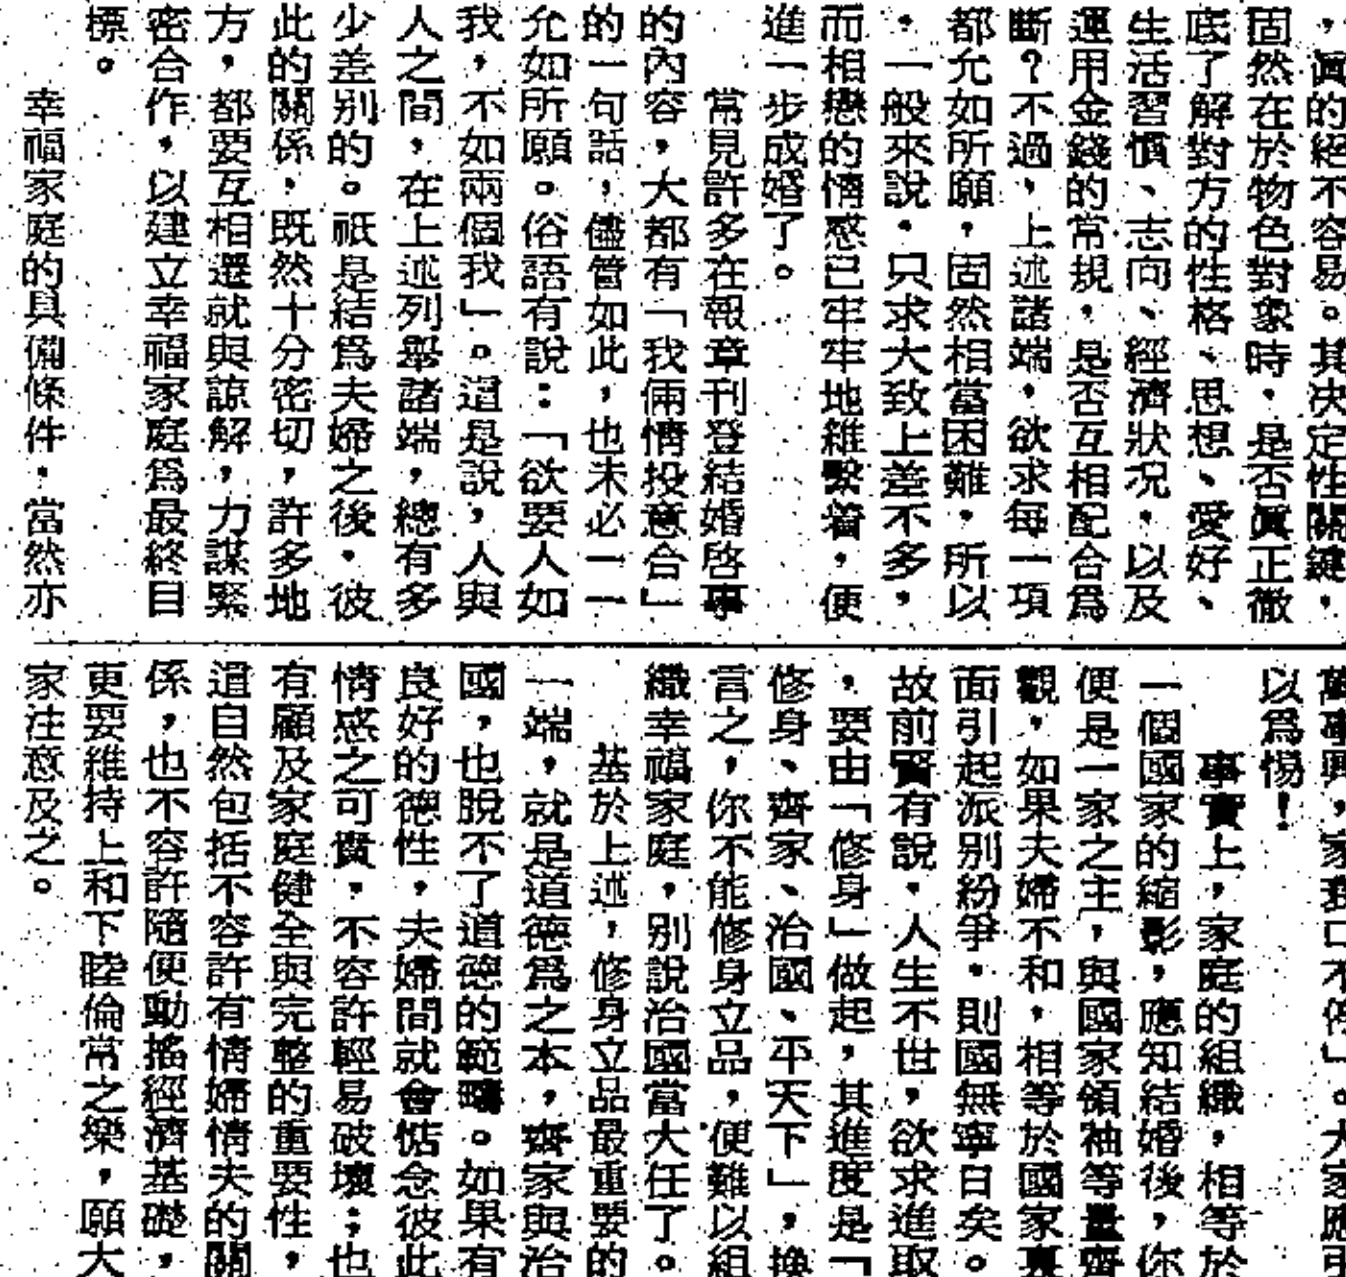 ，眞的絕不容易。其決定性關鍵，
固然在於物色對象時，是否眞正徹
底了解對方的性格、思想、愛好、
生活習慣、志向、經濟狀況，以及
運用金錢的常規，是否互相配合爲
斷？不過，上述諸端，欲求每一項
都允如所願，固然相當困難，所以
，一般來說，只求大致上差不多，
而相戀的情感已牢牢地維繫着，便
進一步成婚了。
常見許多在報章刊登結婚啓事
的內容，大都有「我倆情投意合」
的一句話，儘管如此，也未必一一
允如所願。俗語有說：「欲要人如
我，不如兩個我」。這是說，人與
人之間，在上述列舉諸端，總有多
少差别的。祇是結爲夫婦之後，彼
此的關係，既然十分密切，許多地
方，都要互相遷就與諒解，力謀緊
密合作，以建立幸福家庭爲最終目
標。
幸福家庭的具備條件，當然亦
萬事興，家衰口不停」。大家應引
以爲惕！
事實上，家庭的組織，相等於
一個國家的縮影，應知結婚後，你
便是一家之主，與國家領袖等量齊
觀，如果夫婦不和，相等於國家裏
面引起派别紛爭，則國無寧日矣。
故前賢有說，人生不世，欲求進取
，要由「修身」做起，其進度是「
修身、齊家、治國、平天下」，換
言之，你不能修身立品，便難以組
織幸福家庭，别說治國當大任了。
基於上述，修身立品最重要的
一端，就是道德爲之本，齊家與治
國，也脫不了道德的範疇。如果有
良好的德性，夫婦間就會惦念彼此
情感之可貴，不容許輕易破壞；也
有顧及家庭健全與完整的重要性，
這自然包括不容許有情婦情夫的關
係，也不容許隨便動搖經濟基礎，
更要維持上和下睦倫常之樂，願大
家注意及之。